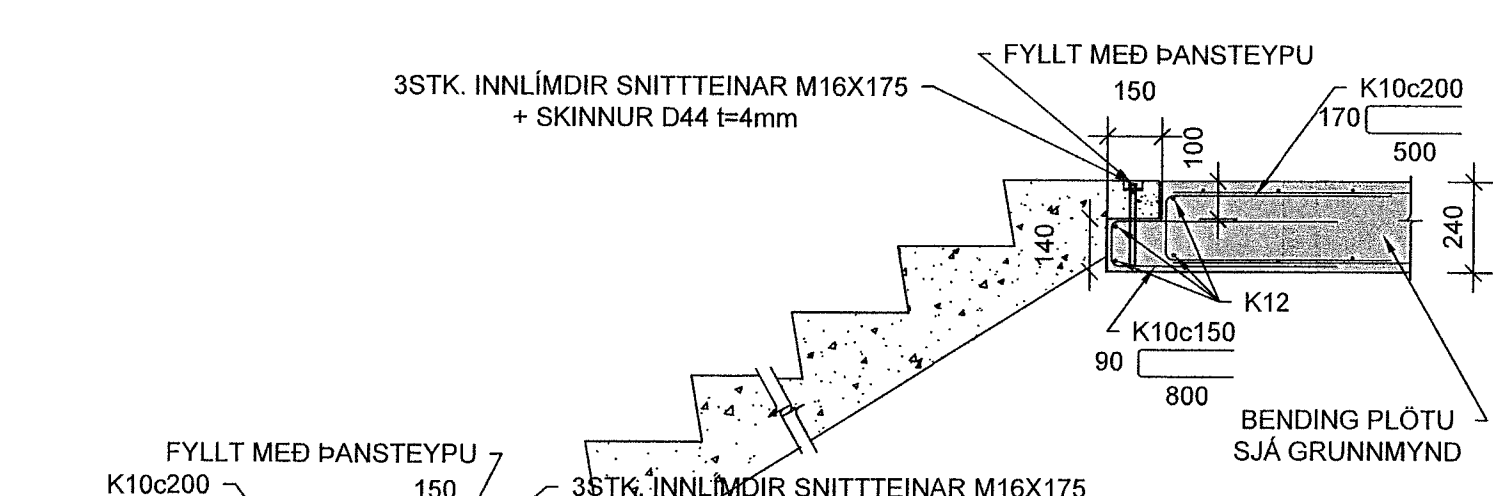 FYLLT MEÐ ÞANSTEYPU
3STK. INNLÍMDIR SNITTTEINAR M16X175
+ SKINNUR D44 t=4mm
150
K10c200
170
500
100
140
240
K12
K10c150
90
800
BENDING PLÖTU
SJÁ GRUNNMYND
FYLLT MEÐ ÞANSTEYPU
K10c200
150
3STK. INNLÍMDIR SNITTTEINAR M16X175